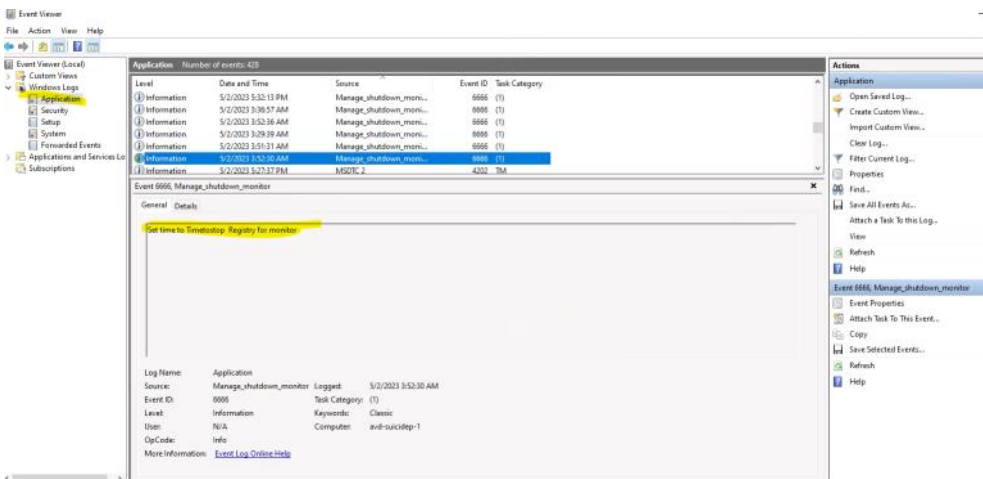 Event Viewer
File Action View Help
Event Viewer (Local)
Custom Views
Windows Logs
Application
Security
Setup
System
Forwarded Events
Applications and Services Lo
Subscriptions
Application Number of events: 428
Level Date and Time Source Event ID Task Category
Information 5/2/2023 5:32:13 PM Manage_shutdown_moni... 6666 (1)
Information 5/2/2023 3:36:57 AM Manage_shutdown_moni... 6666 (1)
Information 5/2/2023 3:52:36 AM Manage_shutdown_moni... 6666 (1)
Information 5/2/2023 3:29:39 AM Manage_shutdown_moni... 6666 (1)
Information 5/2/2023 3:51:31 AM Manage_shutdown_moni... 6666 (1)
Information 5/2/2023 3:52:30 AM Manage_shutdown_moni... 6666 (1)
Information 5/2/2023 5:27:37 PM MSDTC 2 4202 TM
Event 6666, Manage_shutdown_monitor
General Details
Set time to Timetostop Registry for monitor
Log Name: Application
Source: Manage_shutdown_monitor Logged: 5/2/2023 3:52:30 AM
Event ID: 6666 Task Category: (1)
Level: Information Keywords: Classic
User: N/A Computer: avd-suicidep-1
OpCode: Info
More Information: Event Log Online Help
Actions
Application
Open Saved Log...
Create Custom View...
Import Custom View...
Clear Log...
Filter Current Log...
Properties
Find...
Save All Events As...
Attach a Task To this Log...
View
Refresh
Help
Event 6666, Manage_shutdown_monitor
Event Properties
Attach Task To This Event...
Copy
Save Selected Events...
Refresh
Help